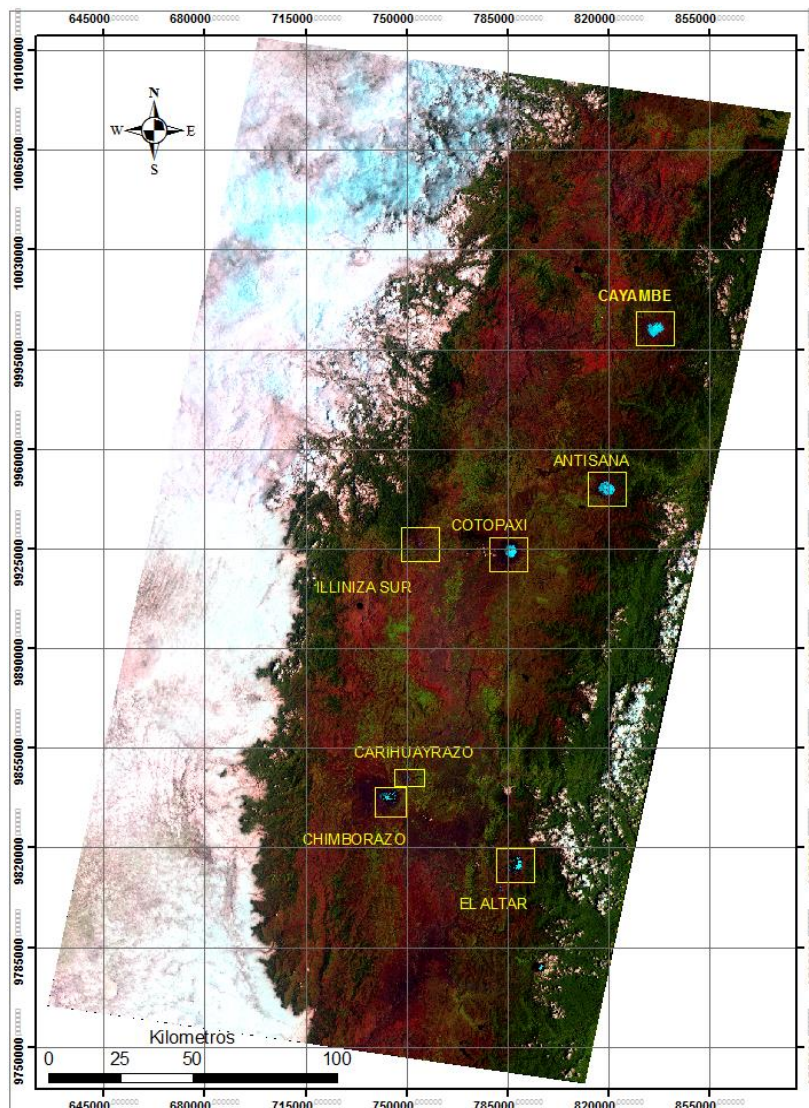 645000 680000 715000 750000 785000 820000 855000
10100000
N
W E
S
10065000
10030000
CAYAMBE
9995000
9960000
ANTISANA
COTOPAXI
9925000
ILLINIZA SUR
9890000
9855000
CARIHUAYRAZO
CHIMBORAZO
9820000
EL ALTAR
9785000
Kilometros
9750000
0 25 50 100
645000 680000 715000 750000 785000 820000 855000